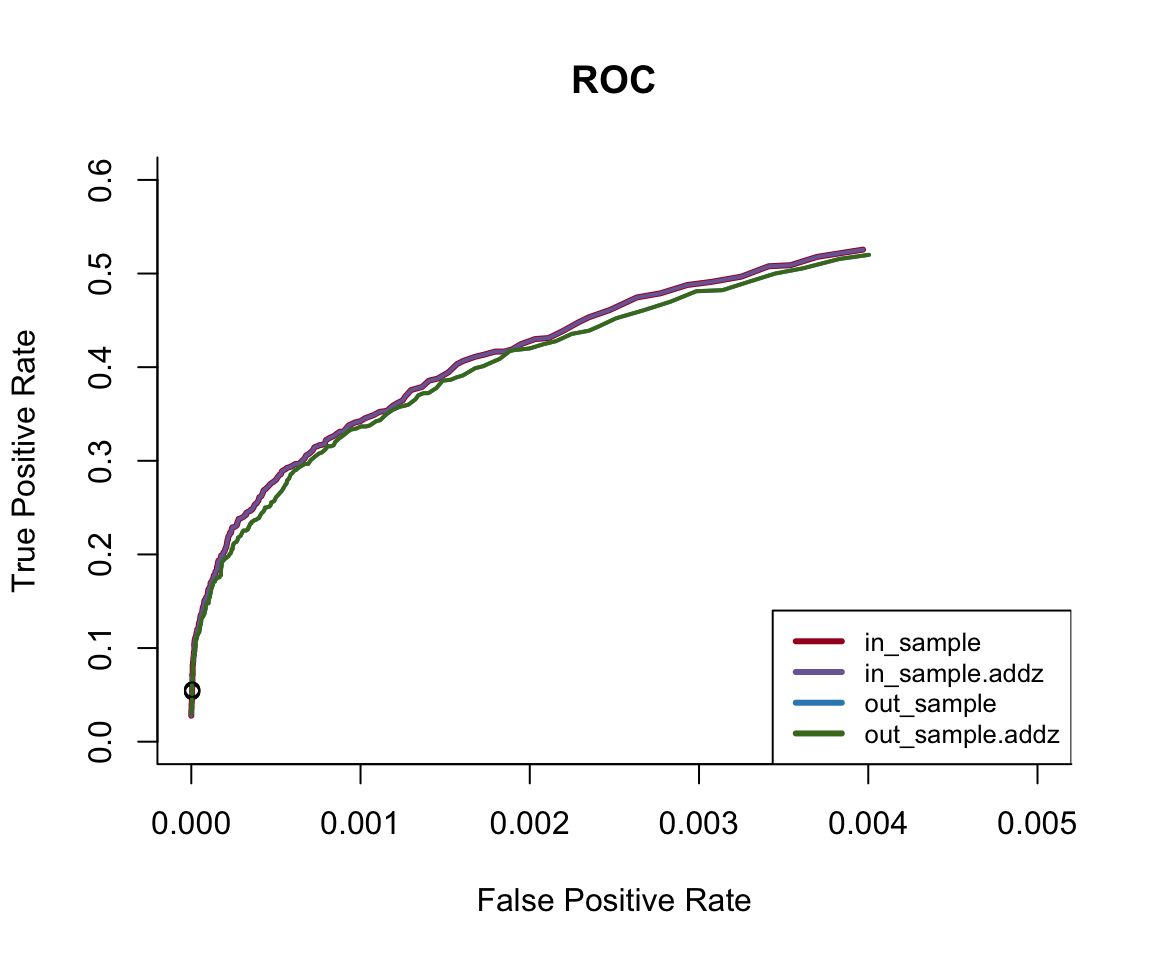 ROC
True Positive Rate
0.6
0.5
0.4
0.3
0.2
0.1
0.0
in_sample
in_sample.addz
out_sample
out_sample.addz
0.000 0.001 0.002 0.003 0.004 0.005
False Positive Rate